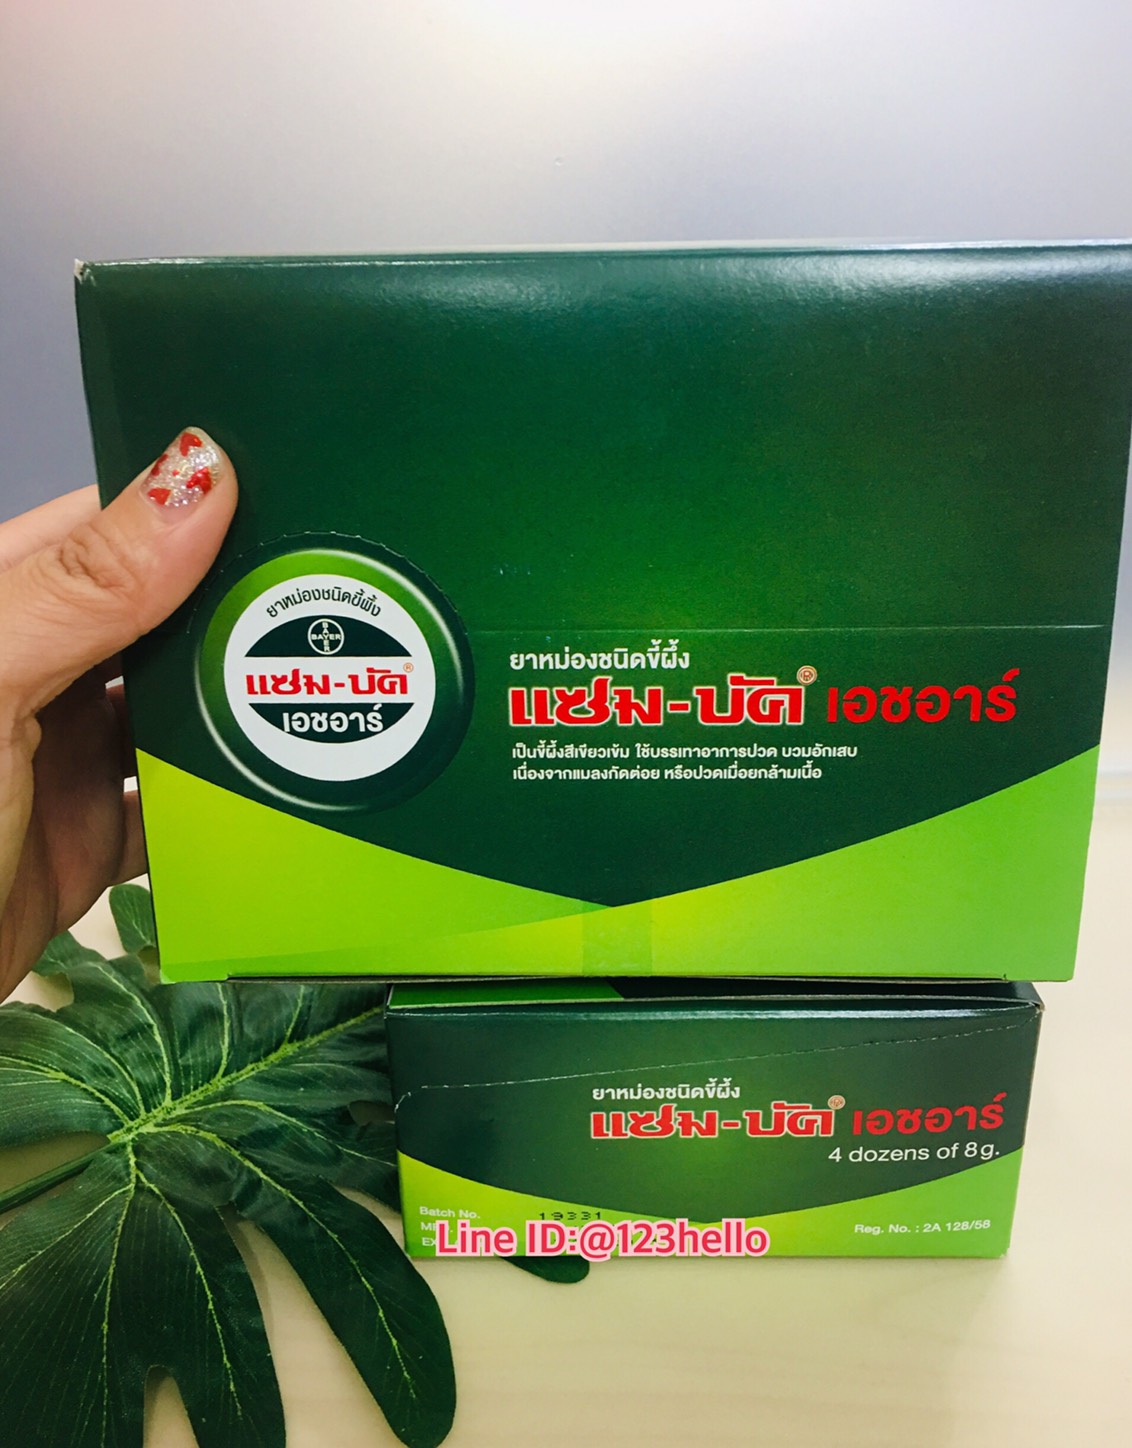 ยาหม่องชนิดขี้ผึ้ง
BAYER
BAYER
แซม-บัค®
เอชอาร์
ยาหม่องชนิดขี้ผึ้ง
แซม-บัค เอชอาร์
เป็นขี้ผึ้งสีเขียวเข้ม ใช้บรรเทาอาการปวด บวมอักเสบ
เนื่องจากแมลงกัดต่อย หรือปวดเมื่อยกล้ามเนื้อ
ยาหม่องชนิดขี้ผึ้ง
แซม-บัค เอชอาร์
4 dozens of 8g.
Batch No. 19331
Reg. No. : 2A 128/58
Line ID:@123hello